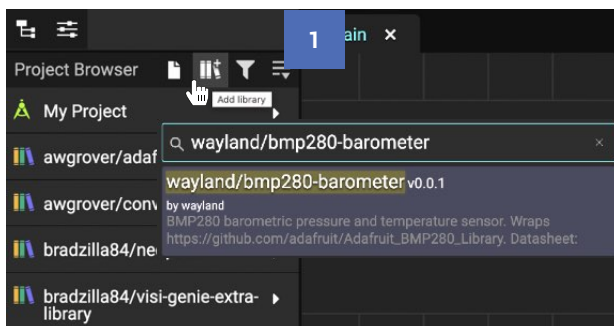 1
ain ×
Project Browser
Add library
My Project
wayland/bmp280-barometer ×
awgrover/adaf
wayland/bmp280-barometer v0.0.1
awgrover/conv
by wayland
BMP280 barometric pressure and temperature sensor. Wraps
https://github.com/adafruit/Adafruit_BMP280_Library. Datasheet:
bradzilla84/ne
bradzilla84/visi-genie-extra-
library